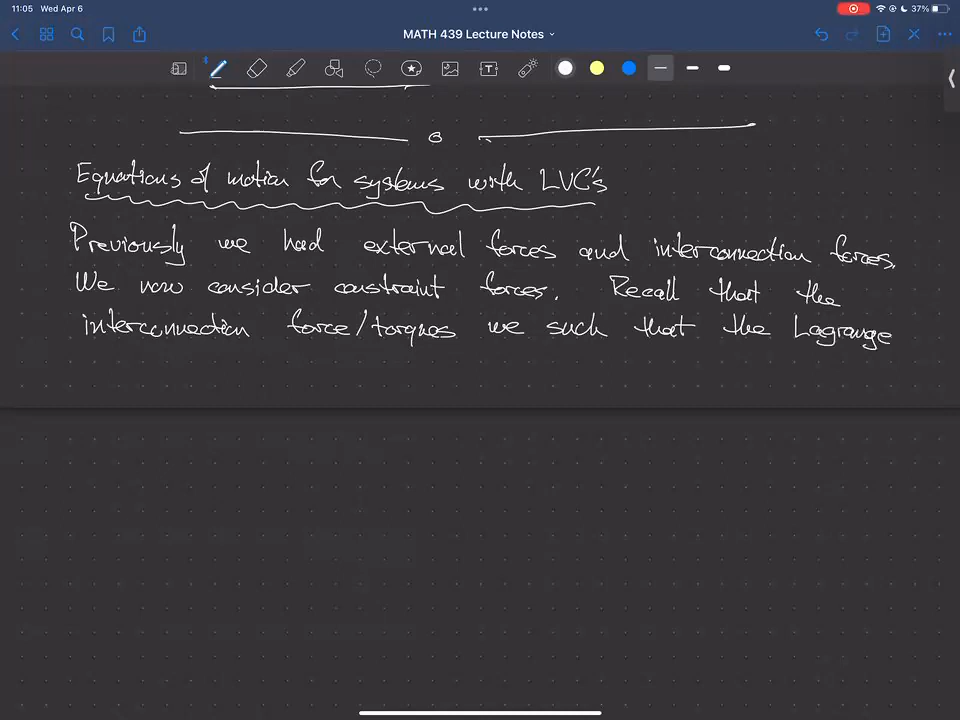 11:05 Wed Apr 6
37%
MATH 439 Lecture Notes
Equations of motion for systems with LVC's
Previously we had external forces and interconnection forces.
We now consider constraint forces. Recall that the
interconnection force/torques we such that the Lagrange